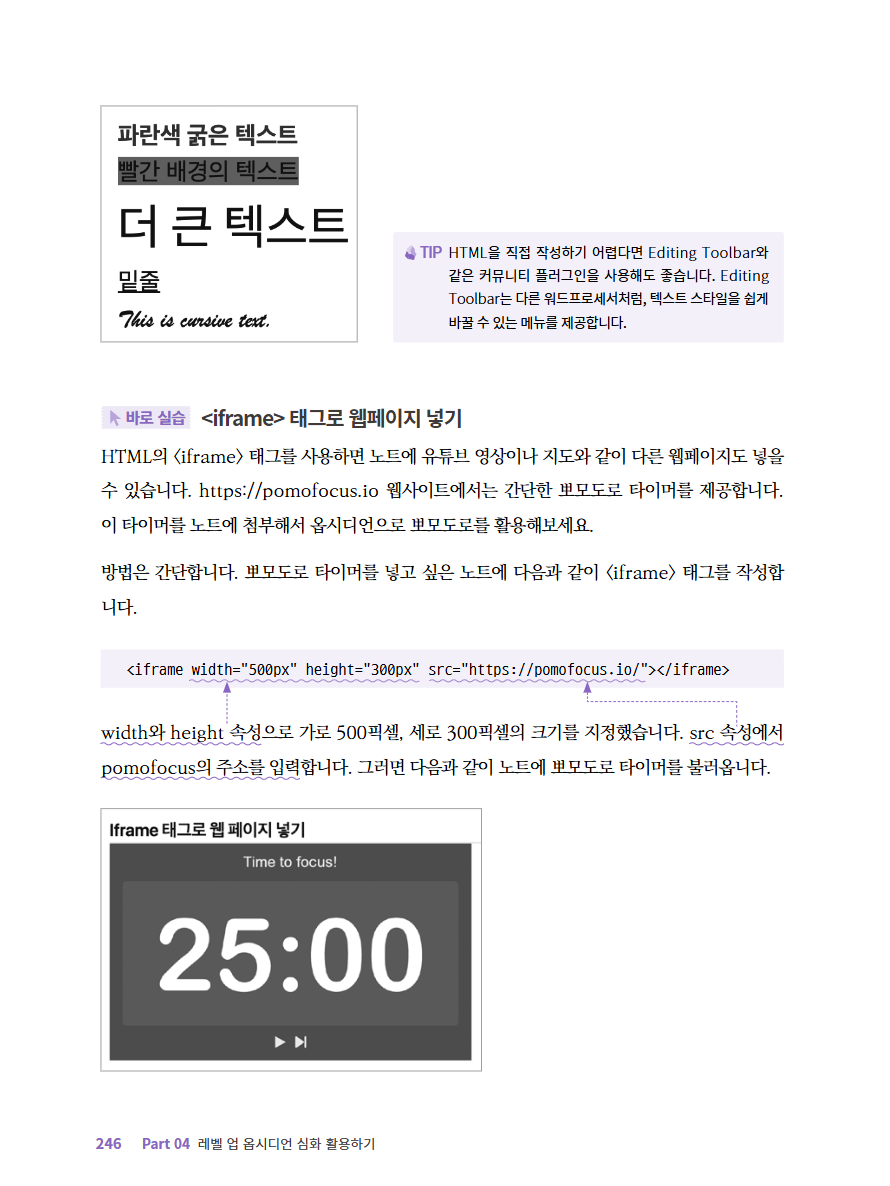 파란색 굵은 텍스트
빨간 배경의 텍스트
더 큰 텍스트
밑줄
This is cursive text.
TIP HTML을 직접 작성하기 어렵다면 Editing Toolbar와
같은 커뮤니티 플러그인을 사용해도 좋습니다. Editing
Toolbar는 다른 워드프로세서처럼, 텍스트 스타일을 쉽게
바꿀 수 있는 메뉴를 제공합니다.
바로 실습 <iframe> 태그로 웹페이지 넣기
HTML의 〈iframe〉 태그를 사용하면 노트에 유튜브 영상이나 지도와 같이 다른 웹페이지도 넣을
수 있습니다. https://pomofocus.io 웹사이트에서는 간단한 뽀모도로 타이머를 제공합니다.
이 타이머를 노트에 첨부해서 옵시디언으로 뽀모도로를 활용해보세요.
방법은 간단합니다. 뽀모도로 타이머를 넣고 싶은 노트에 다음과 같이 〈iframe〉 태그를 작성합
니다.
<iframe width="500px" height="300px" src="https://pomofocus.io/"></iframe>
width와 height 속성으로 가로 500픽셀, 세로 300픽셀의 크기를 지정했습니다. src 속성에서
pomofocus의 주소를 입력합니다. 그러면 다음과 같이 노트에 뽀모도로 타이머를 불러옵니다.
Iframe 태그로 웹 페이지 넣기
Time to focus!
25:00
246 Part 04 레벨 업 옵시디언 심화 활용하기